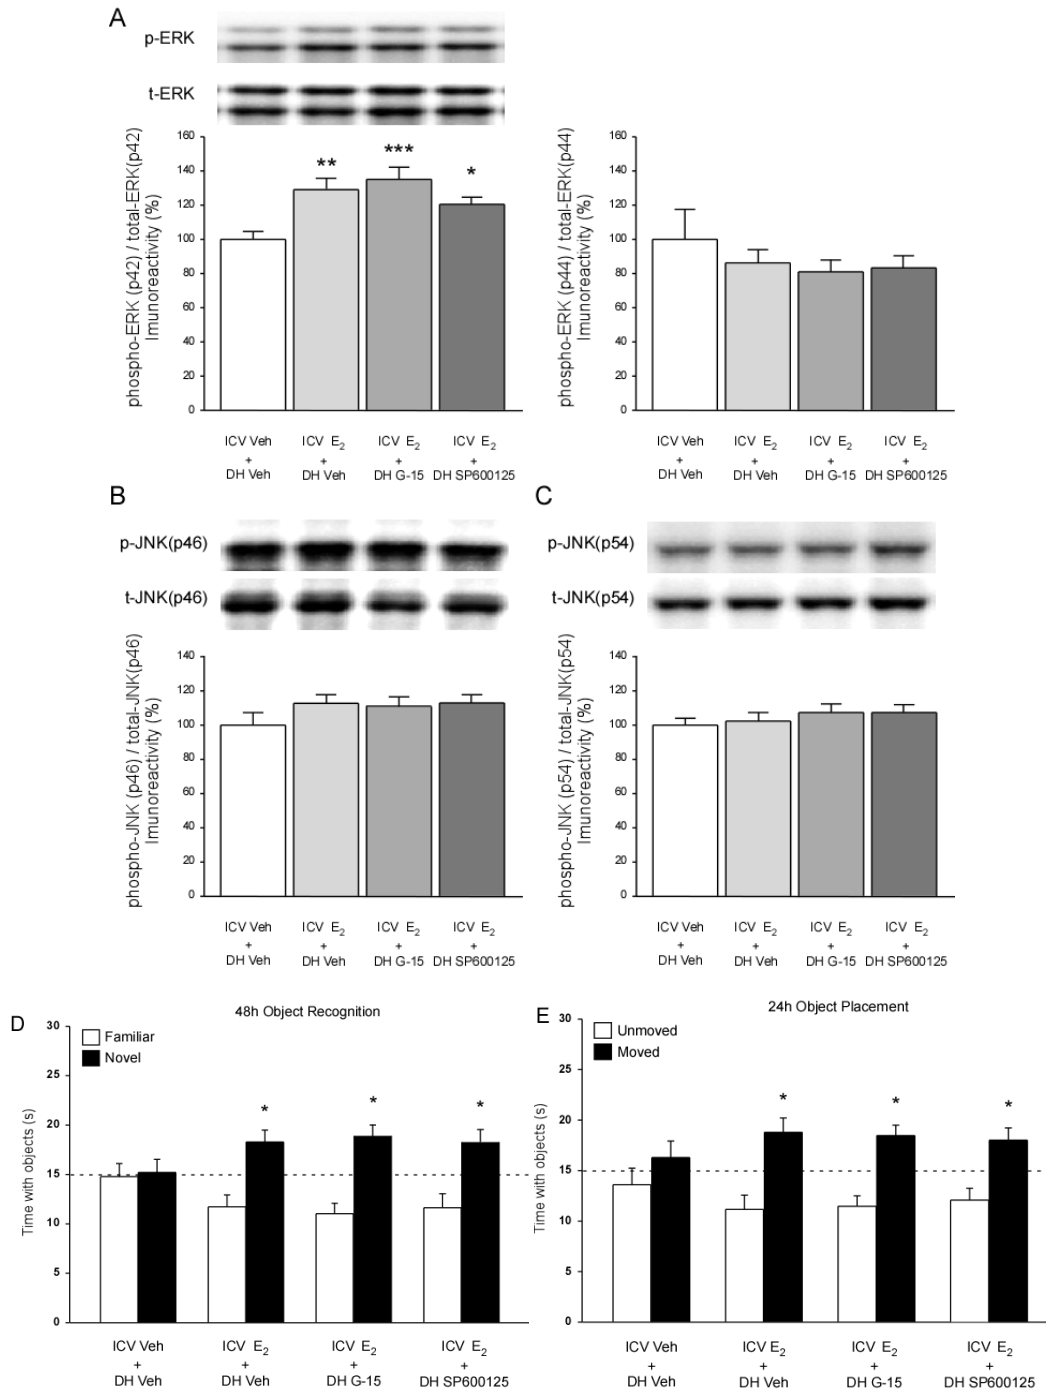 A
p-ERK
t-ERK
phospho-ERK (p42) / total-ERK(p42)
Imunoreactivity (%)
160
140
120
100
80
60
40
20
0
**
***
*
ICV Veh
+
DH Veh
ICV E2
+
DH Veh
ICV E2
+
DH G-15
ICV E2
+
DH SP600125
phospho-ERK (p44) / total-ERK(p44)
Imunoreactivity (%)
160
140
120
100
80
60
40
20
0
ICV Veh
+
DH Veh
ICV E2
+
DH Veh
ICV E2
+
DH G-15
ICV E2
+
DH SP600125
B
p-JNK(p46)
t-JNK(p46)
phospho-JNK (p46) / total-JNK(p46)
Imunoreactivity (%)
140
120
100
80
60
40
20
0
ICV Veh
+
DH Veh
ICV E2
+
DH Veh
ICV E2
+
DH G-15
ICV E2
+
DH SP600125
C
p-JNK(p54)
t-JNK(p54)
phospho-JNK (p54) / total-JNK(p54)
Imunoreactivity (%)
140
120
100
80
60
40
20
0
ICV Veh
+
DH Veh
ICV E2
+
DH Veh
ICV E2
+
DH G-15
ICV E2
+
DH SP600125
D
48h Object Recognition
Familiar
Novel
Time with objects (s)
30
25
20
15
10
5
0
*
*
*
ICV Veh
+
DH Veh
ICV E2
+
DH Veh
ICV E2
+
DH G-15
ICV E2
+
DH SP600125
E
24h Object Placement
Unmoved
Moved
Time with objects (s)
30
25
20
15
10
5
0
*
*
*
ICV Veh
+
DH Veh
ICV E2
+
DH Veh
ICV E2
+
DH G-15
ICV E2
+
DH SP600125